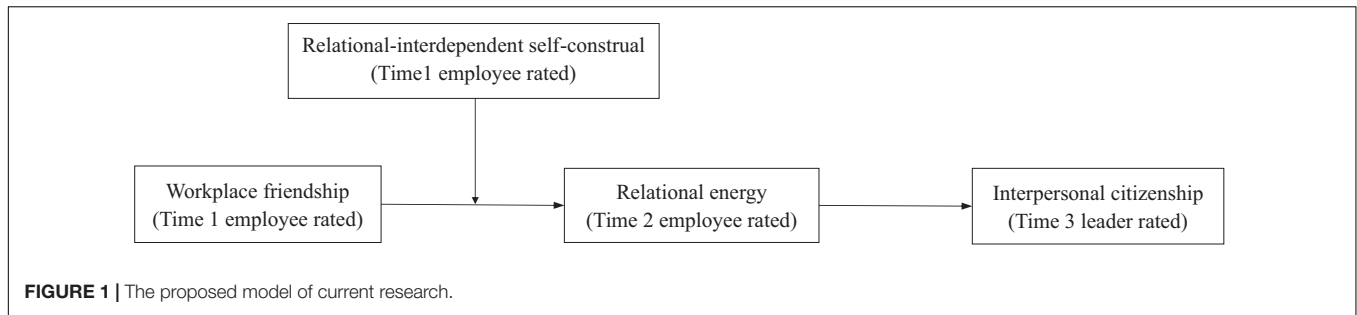 Relational-interdependent self-construal
(Time1 employee rated)
Workplace friendship
(Time 1 employee rated)
Relational energy
(Time 2 employee rated)
Interpersonal citizenship
(Time 3 leader rated)
FIGURE 1 | The proposed model of current research.